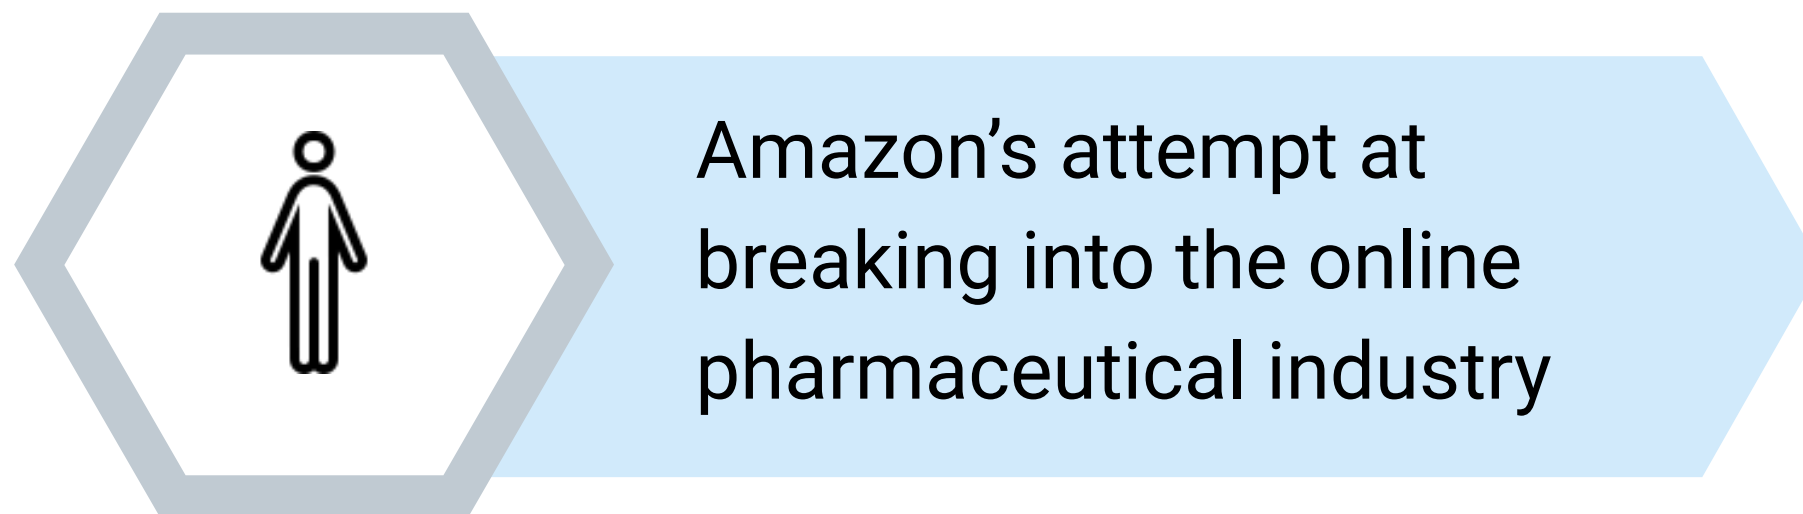 Amazon’s attempt at
breaking into the online
pharmaceutical industry